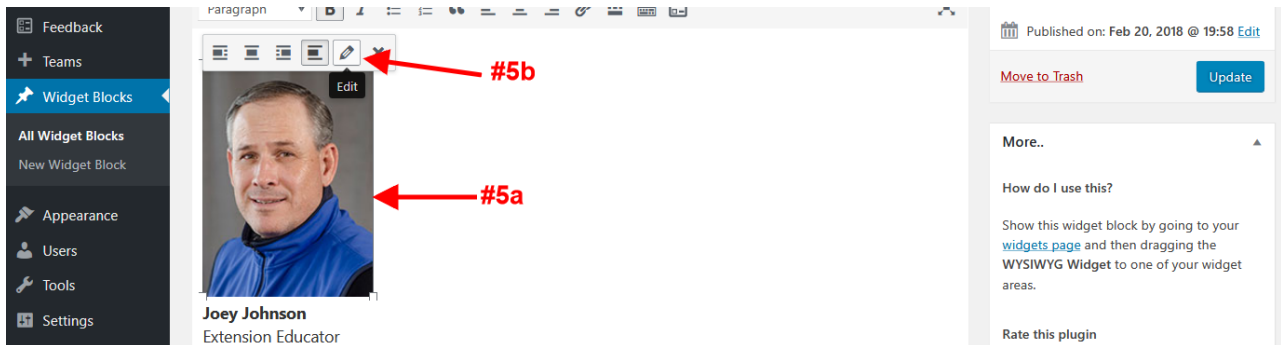 Feedback
Teams
Widget Blocks
All Widget Blocks
New Widget Block
Appearance
Users
Tools
Settings
Paragraph
B I
#5b
Edit
#5a
Joey Johnson
Extension Educator
Published on: Feb 20, 2018 @ 19:58 Edit
Move to Trash
Update
More..
How do I use this?
Show this widget block by going to your
widgets page and then dragging the
WYSIWYG Widget to one of your widget
areas.
Rate this plugin